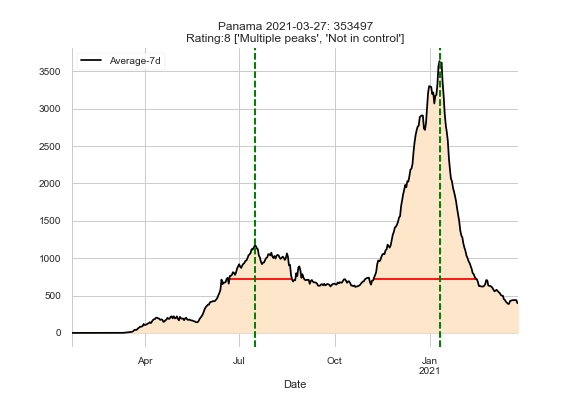 Panama 2021-03-27: 353497
Rating:8 ['Multiple peaks', 'Not in control']
Average-7d
3500
3000
2500
2000
1500
1000
500
0
Apr
Jul
Oct
Jan
2021
Date